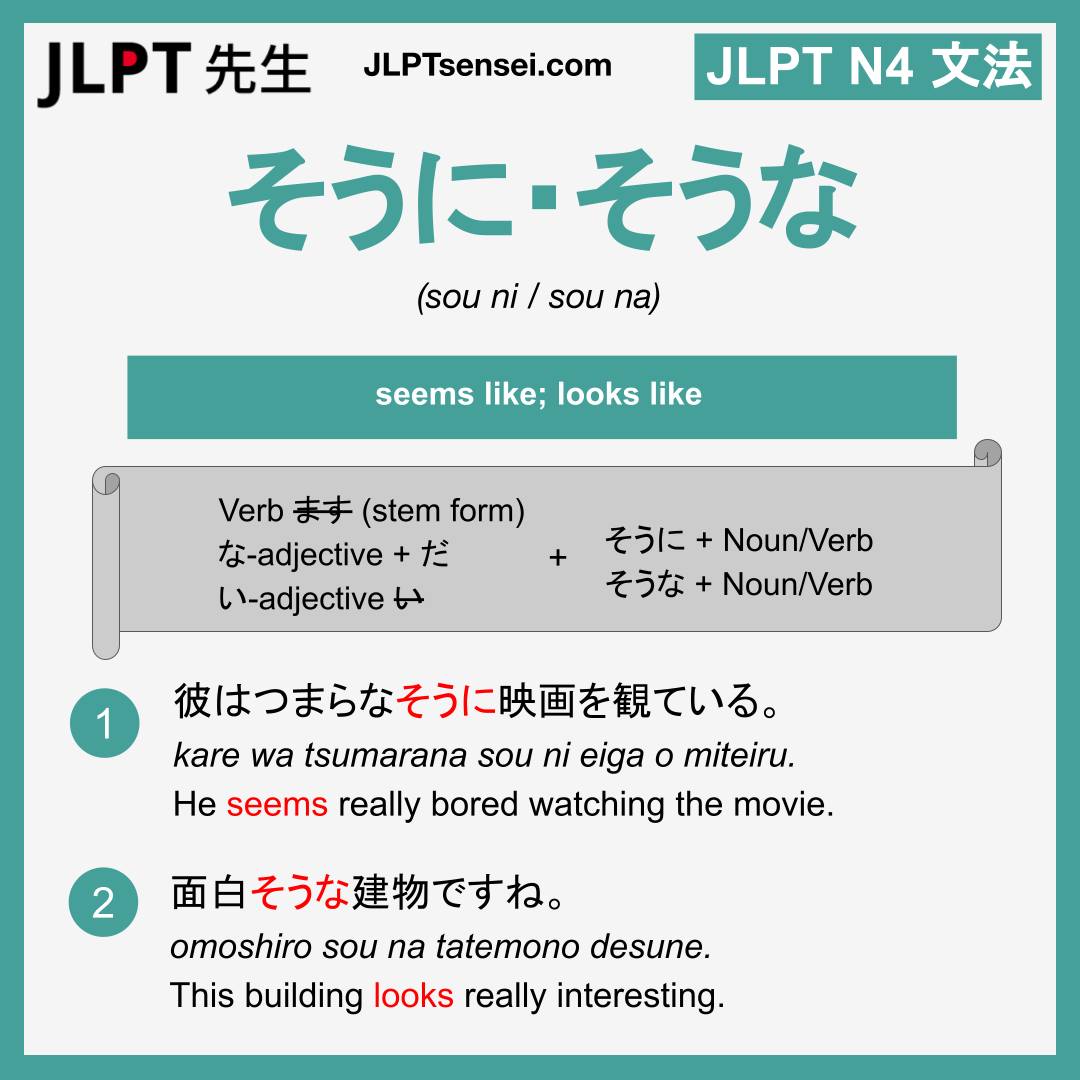 JLPT 先生
JLPTsensei.com
JLPT N4 文法
そうに・そうな
(sou ni / sou na)
seems like; looks like
Verb ます (stem form)
な-adjective + だ
い-adjective い
+
そうに + Noun/Verb
そうな + Noun/Verb
1
彼はつまらなそうに映画を観ている。
kare wa tsumarana sou ni eiga o miteiru.
He seems really bored watching the movie.
2
面白そうな建物ですね。
omoshiro sou na tatemono desune.
This building looks really interesting.